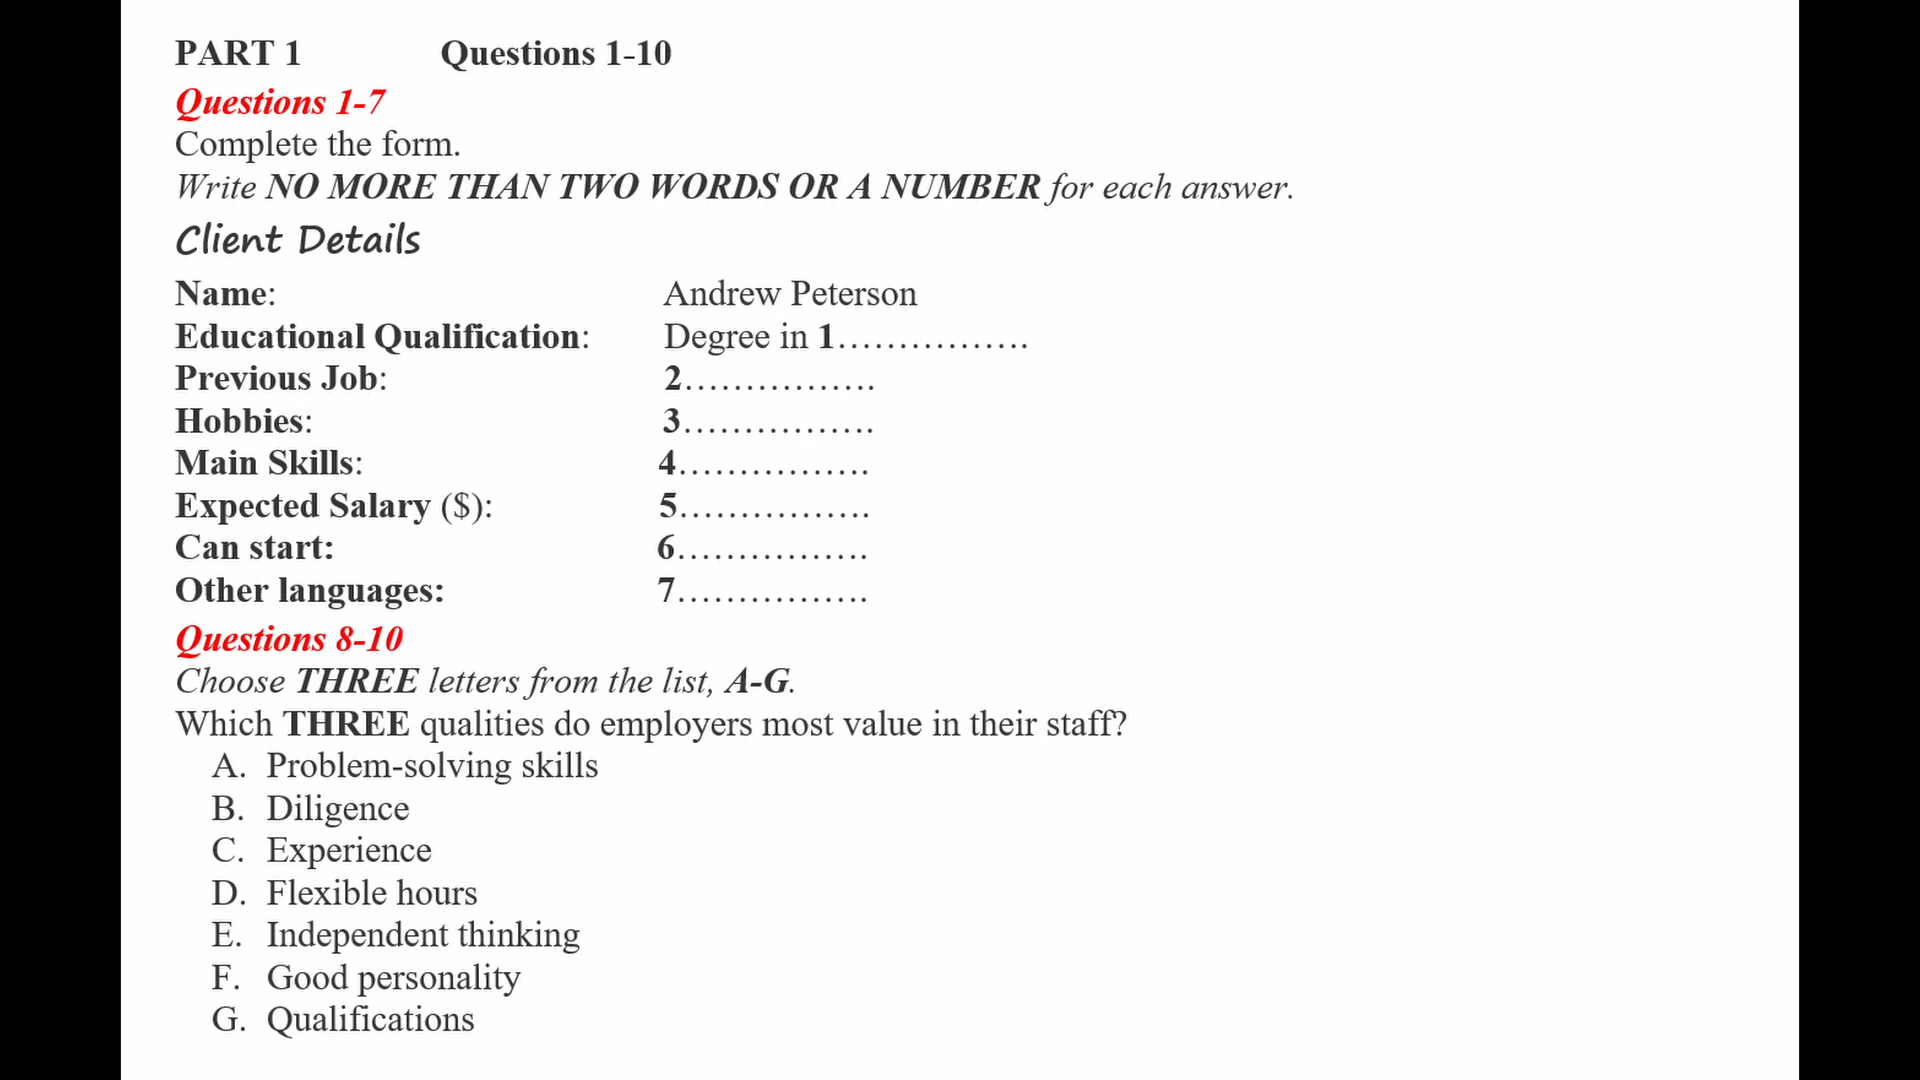 PART 1 Questions 1-10
Questions 1-7
Complete the form.
Write NO MORE THAN TWO WORDS OR A NUMBER for each answer.
Client Details
Name: Andrew Peterson
Educational Qualification: Degree in 1…………….
Previous Job: 2…………….
Hobbies: 3…………….
Main Skills: 4…………….
Expected Salary ($): 5…………….
Can start: 6…………….
Other languages: 7…………….
Questions 8-10
Choose THREE letters from the list, A-G.
Which THREE qualities do employers most value in their staff?
A. Problem-solving skills
B. Diligence
C. Experience
D. Flexible hours
E. Independent thinking
F. Good personality
G. Qualifications